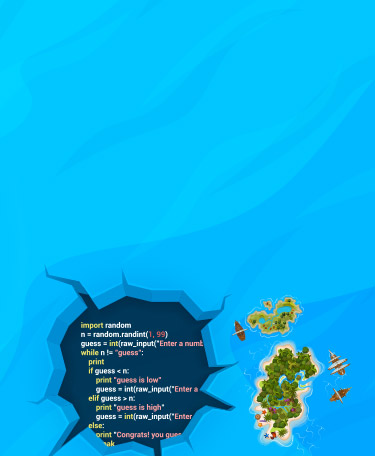 import random
n = random.randint(1, 99)
guess = int(raw_input("Enter a numb
while n != "guess":
print
if guess < n:
print "guess is low"
guess = int(raw_input("Enter a
elif guess > n:
print "guess is high"
guess = int(raw_input("Enter
else:
print "Congrats! you gues